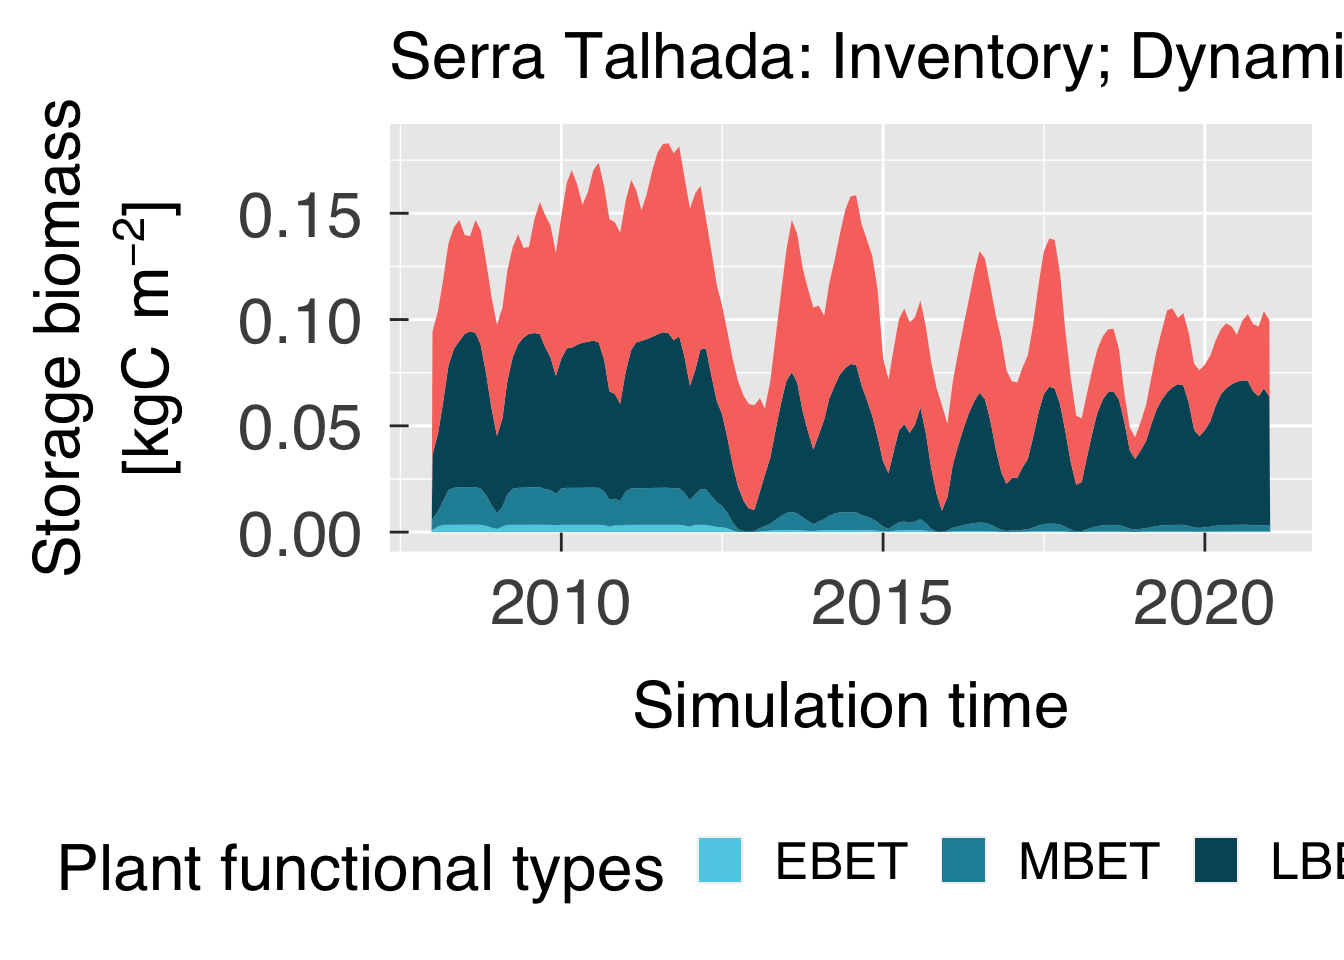 Serra Talhada: Inventory; Dynami
Storage biomass
[kgC m⁻²]
0.15
0.10
0.05
0.00
2010 2015 2020
Simulation time
Plant functional types EBET MBET LBE